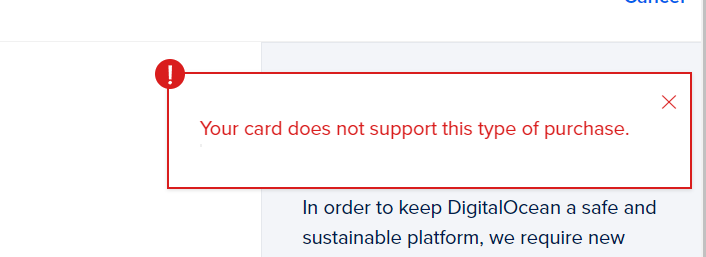 Cancel
!
Your card does not support this type of purchase.
In order to keep DigitalOcean a safe and
sustainable platform, we require new